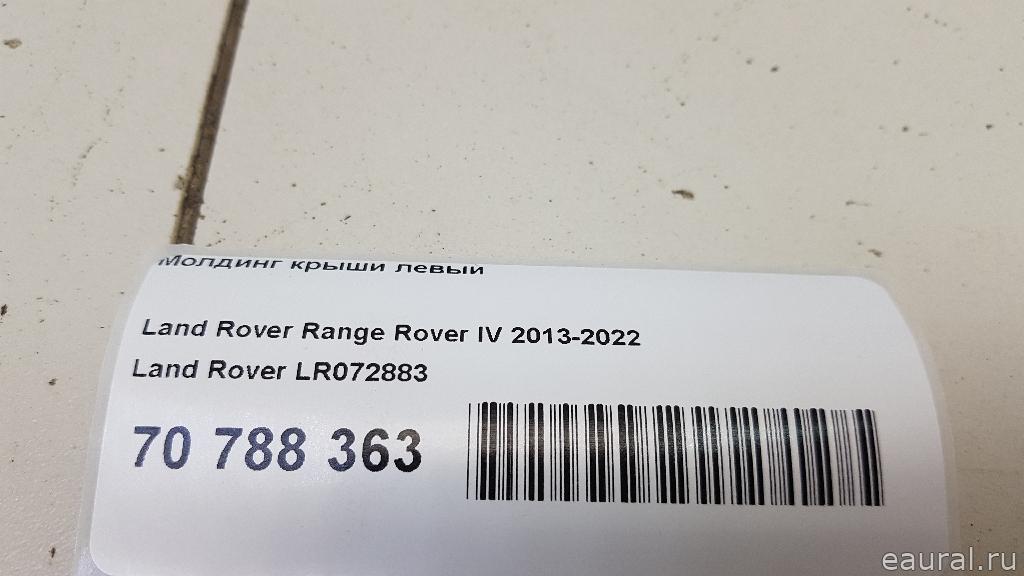 Молдинг крыши левый
Land Rover Range Rover IV 2013-2022
Land Rover LR072883
70 788 363
eaural.ru